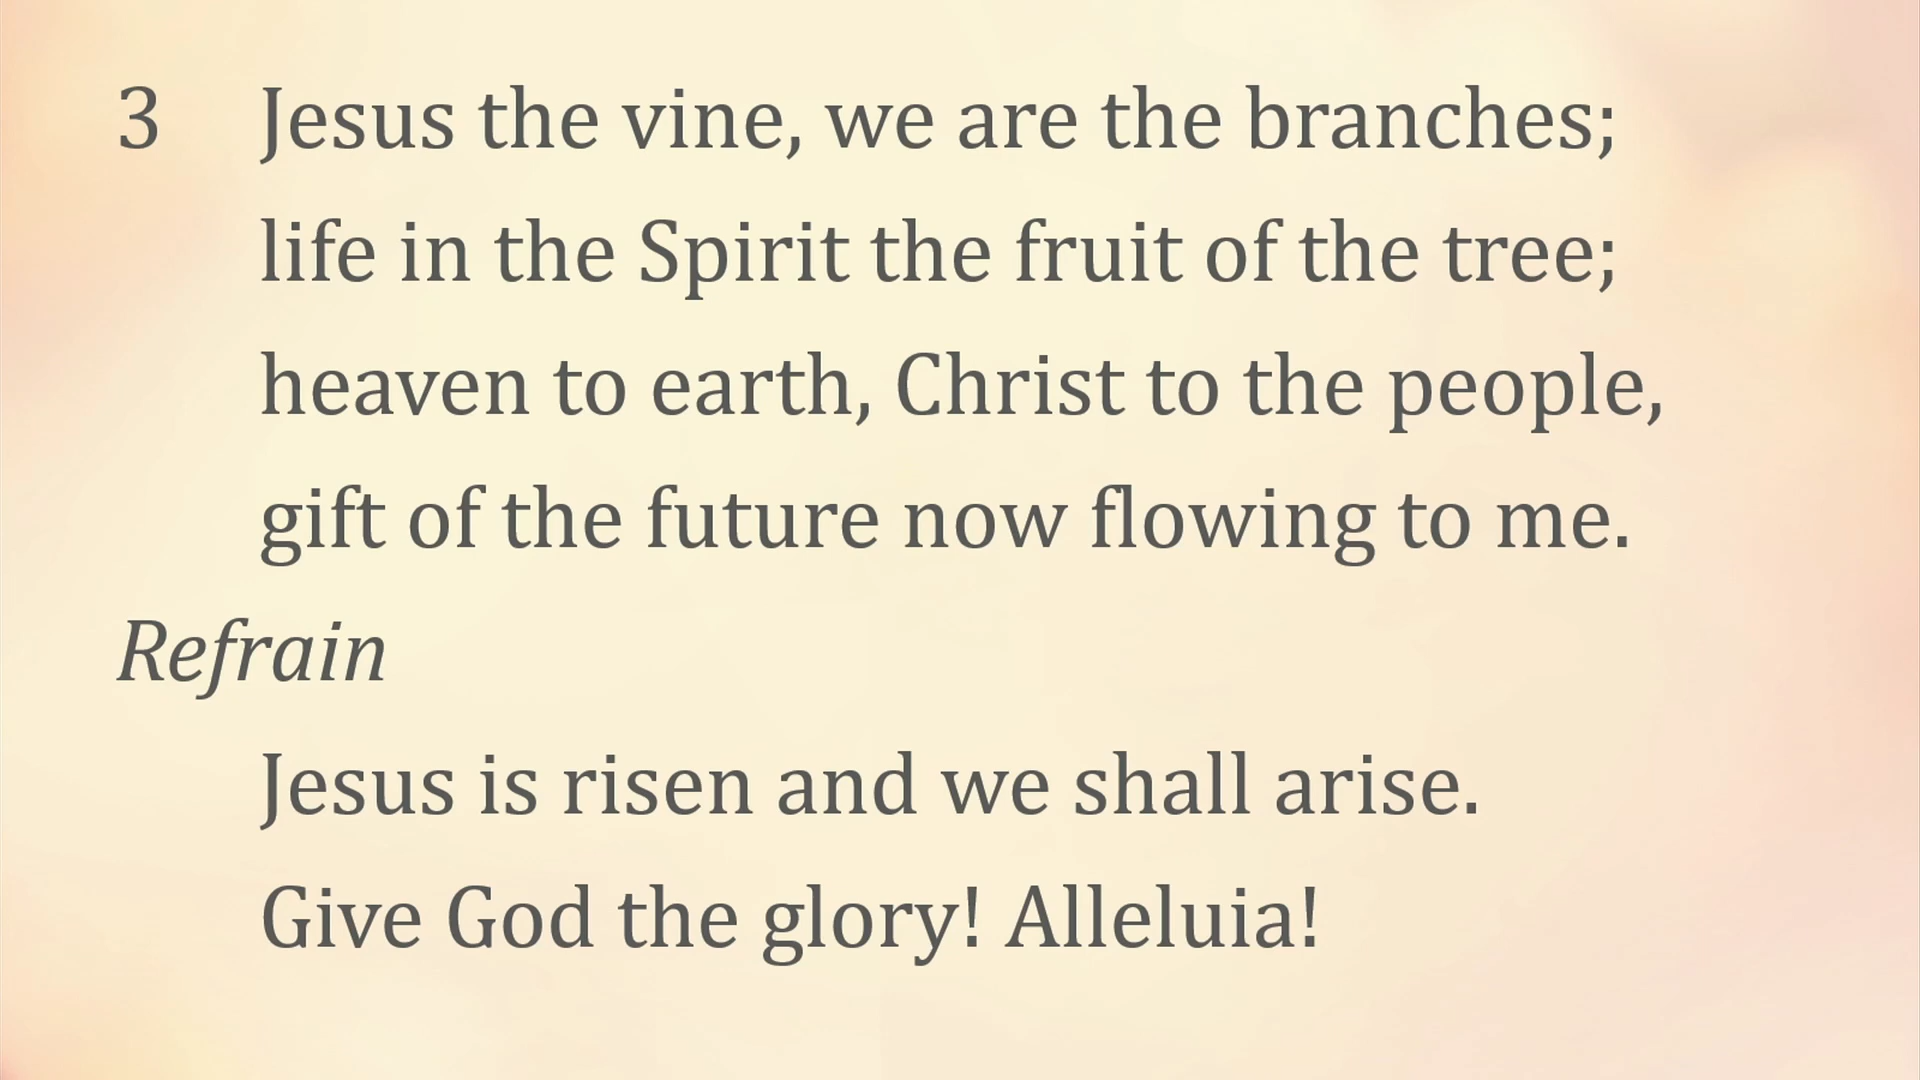 3 Jesus the vine, we are the branches;
life in the Spirit the fruit of the tree;
heaven to earth, Christ to the people,
gift of the future now flowing to me.
Refrain
Jesus is risen and we shall arise.
Give God the glory! Alleluia!